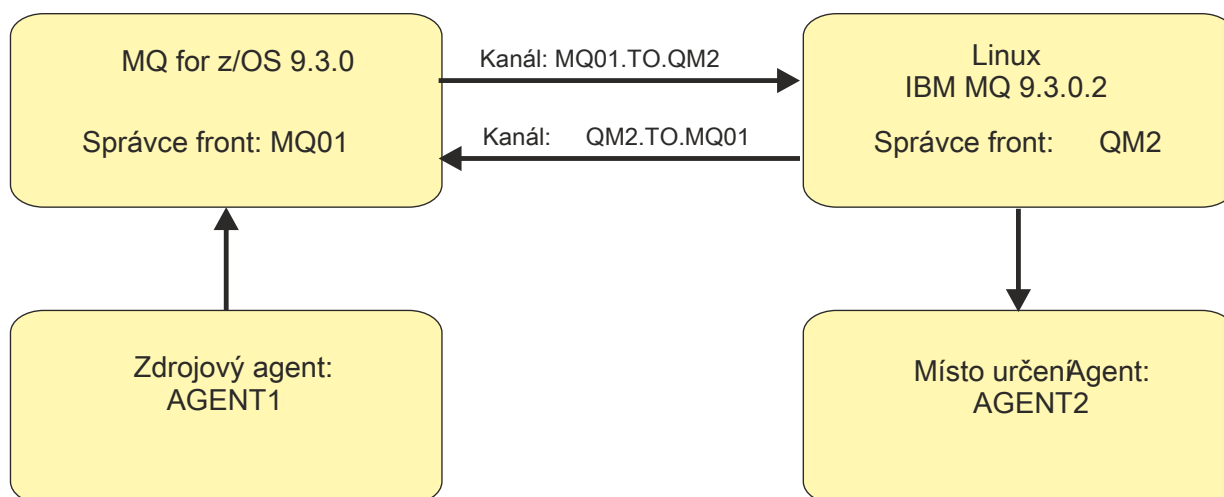 MQ for z/OS 9.3.0
Správce front: MQ01
Kanál: MQ01.TO.QM2
Kanál: QM2.TO.MQ01
Linux
IBM MQ 9.3.0.2
Správce front: QM2
Zdrojový agent:
AGENT1
Místo určeníAgent:
AGENT2